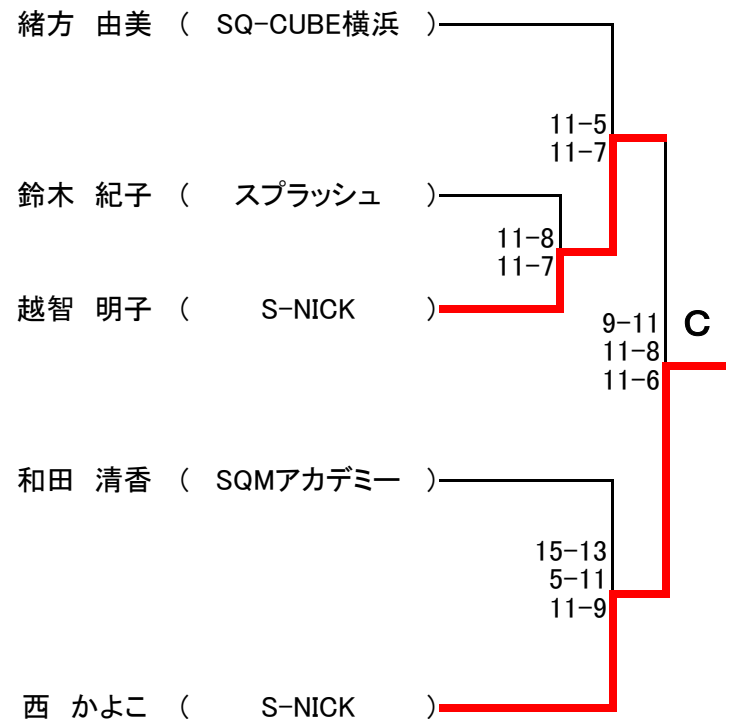 緒方 由美 ( SQ-CUBE横浜 )
11-5
11-7
鈴木 紀子 ( スプラッシュ )
11-8
11-7
越智 明子 ( S-NICK )
9-11
11-8
11-6
C
和田 清香 ( SQMアカデミー )
15-13
5-11
11-9
西 かよこ ( S-NICK )